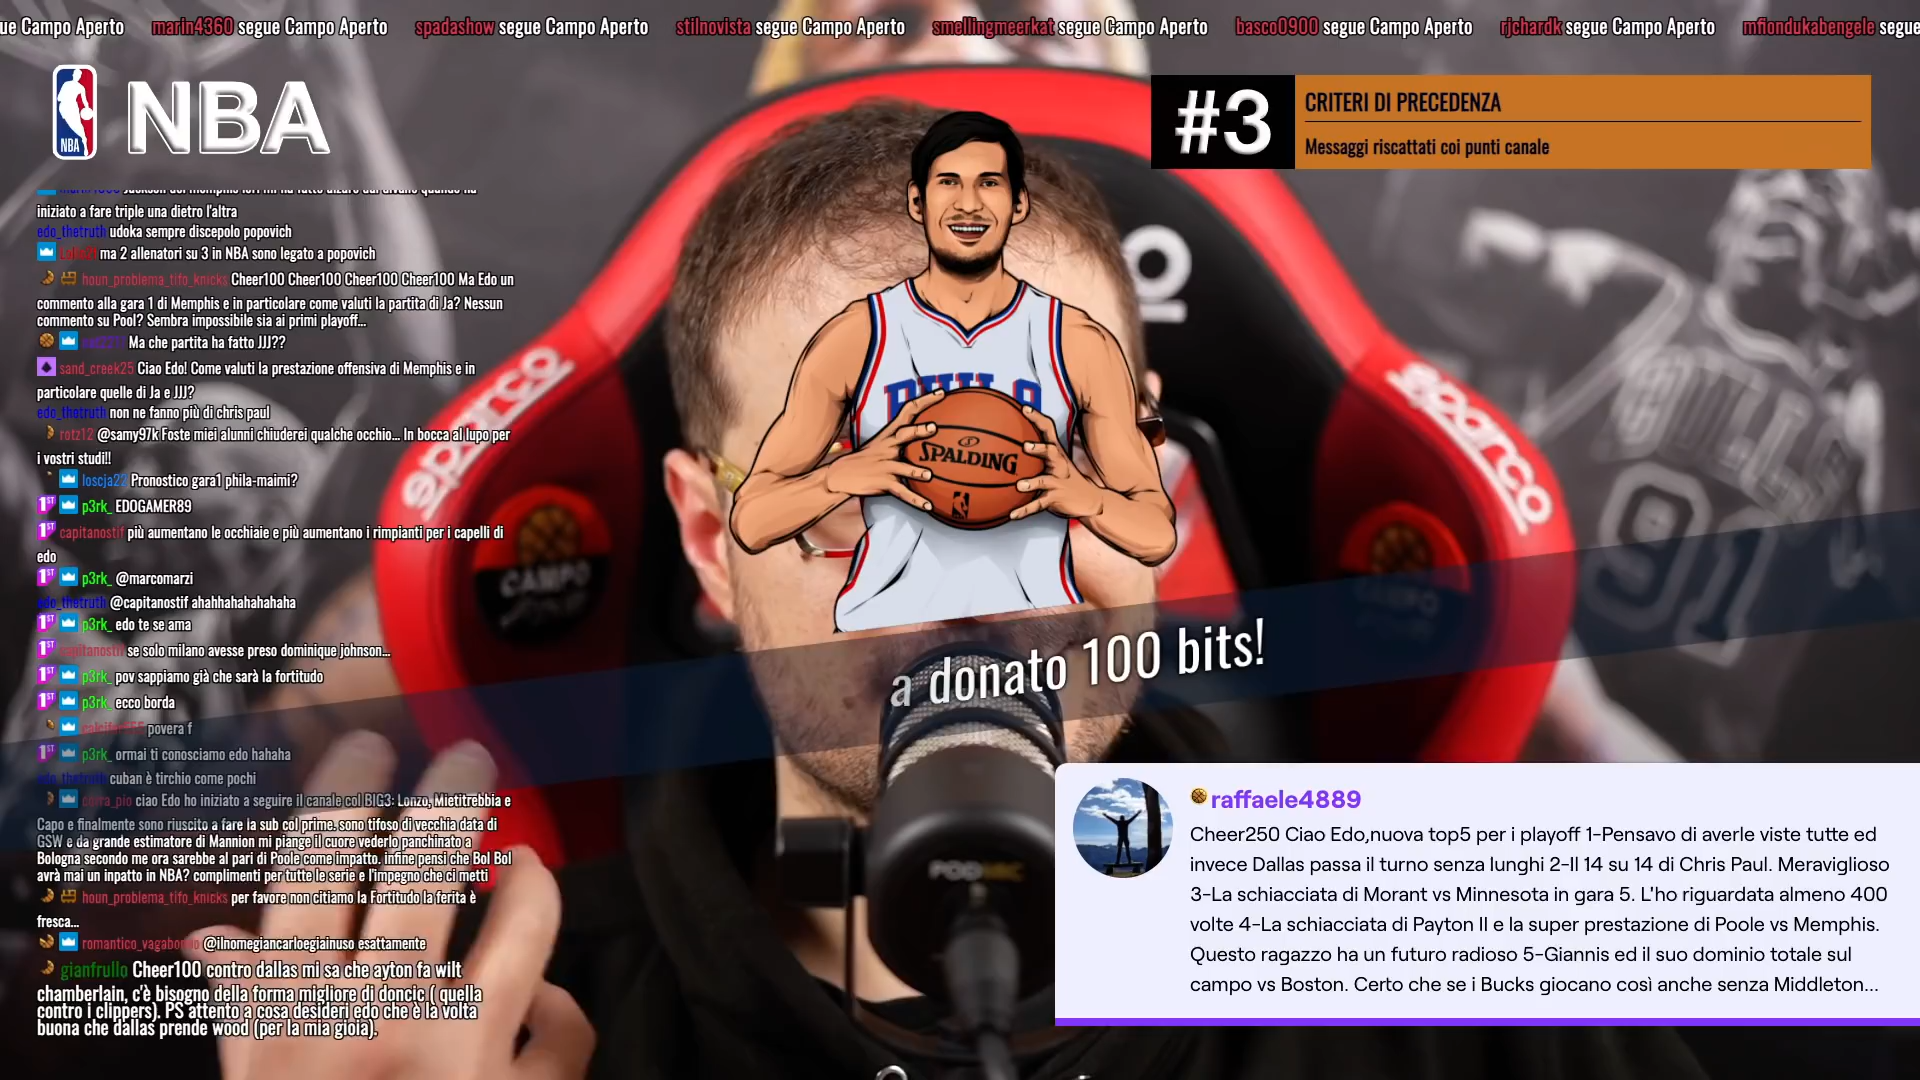 ue Campo Aperto marin4360 segue Campo Aperto spadashow segue Campo Aperto stilnovista segue Campo Aperto smellingmeerkat segue Campo Aperto basco0900 segue Campo Aperto rjchardk segue Campo Aperto mfiondukabengele segue
NBA
NBA
#3
CRITERI DI PRECEDENZA
Messaggi riscattati coi punti canale
iniziato a fare triple una dietro l'altra
edo_thetruth udoka sempre discepolo popovich
ma 2 allenatori su 3 in NBA sono legato a popovich
houn_problema_tifo_knicks Cheer100 Cheer100 Cheer100 Cheer100 Ma Edo un
commento alla gara 1 di Memphis e in particolare come valuti la partita di Ja? Nessun
commento su Pool? Sembra impossibile sia ai primi playoff...
Ma che partita ha fatto JJJ??
sand_creek25 Ciao Edo! Come valuti la prestazione offensiva di Memphis e in
particolare quelle di Ja e JJJ?
edo_thetruth non ne fanno più di chris paul
rotz12 @samy97k Foste miei alunni chiuderei qualche occhio... In bocca al lupo per
i vostri studi!!
loscja22 Pronostico gara1 phila-maimi?
1ST p3rk_ EDOGAMER89
1ST capitanostif più aumentano le occhiaie e più aumentano i rimpianti per i capelli di
edo
1ST p3rk_ @marcomarzi
edo_thetruth @capitanostif ahahhahahahahaha
1ST p3rk_ edo te se ama
1ST capitanostif se solo milano avesse preso dominique johnson...
1ST p3rk_ pov sappiamo già che sarà la fortitudo
1ST p3rk_ ecco borda
povera f
1ST p3rk_ ormai ti conosciamo edo hahaha
edo_thetruth cuban è tirchio come pochi
corra_pio ciao Edo ho iniziato a seguire il canale col BIG3: Lonzo, Mietitrebbia e
Capo e finalmente sono riuscito a fare la sub col prime. sono tifoso di vecchia data di
GSW e da grande estimatore di Mannion mi piange il cuore vederlo panchinato a
Bologna secondo me ora sarebbe al pari di Poole come impatto. infine pensi che Bol Bol
avrà mai un inpatto in NBA? complimenti per tutte le serie e l'impegno che ci metti
houn_problema_tifo_knicks per favore non citiamo la Fortitudo la ferita è
fresca...
@ilnomegiancarloegiainuso esattamente
gianfrullo Cheer100 contro dallas mi sa che ayton fa wilt
chamberlain, c'è bisogno della forma migliore di doncic ( quella
contro i clippers). PS attento a cosa desideri edo che è la volta
buona che dallas prende wood (per la mia gioia).
sparco
sparco
CAMPO
CAMPO
PHILA
SPALDING
BULLS
91
a donato 100 bits!
raffaele4889
Cheer250 Ciao Edo,nuova top5 per i playoff 1-Pensavo di averle viste tutte ed
invece Dallas passa il turno senza lunghi 2-Il 14 su 14 di Chris Paul. Meraviglioso
3-La schiacciata di Morant vs Minnesota in gara 5. L'ho riguardata almeno 400
volte 4-La schiacciata di Payton II e la super prestazione di Poole vs Memphis.
Questo ragazzo ha un futuro radioso 5-Giannis ed il suo dominio totale sul
campo vs Boston. Certo che se i Bucks giocano così anche senza Middleton...